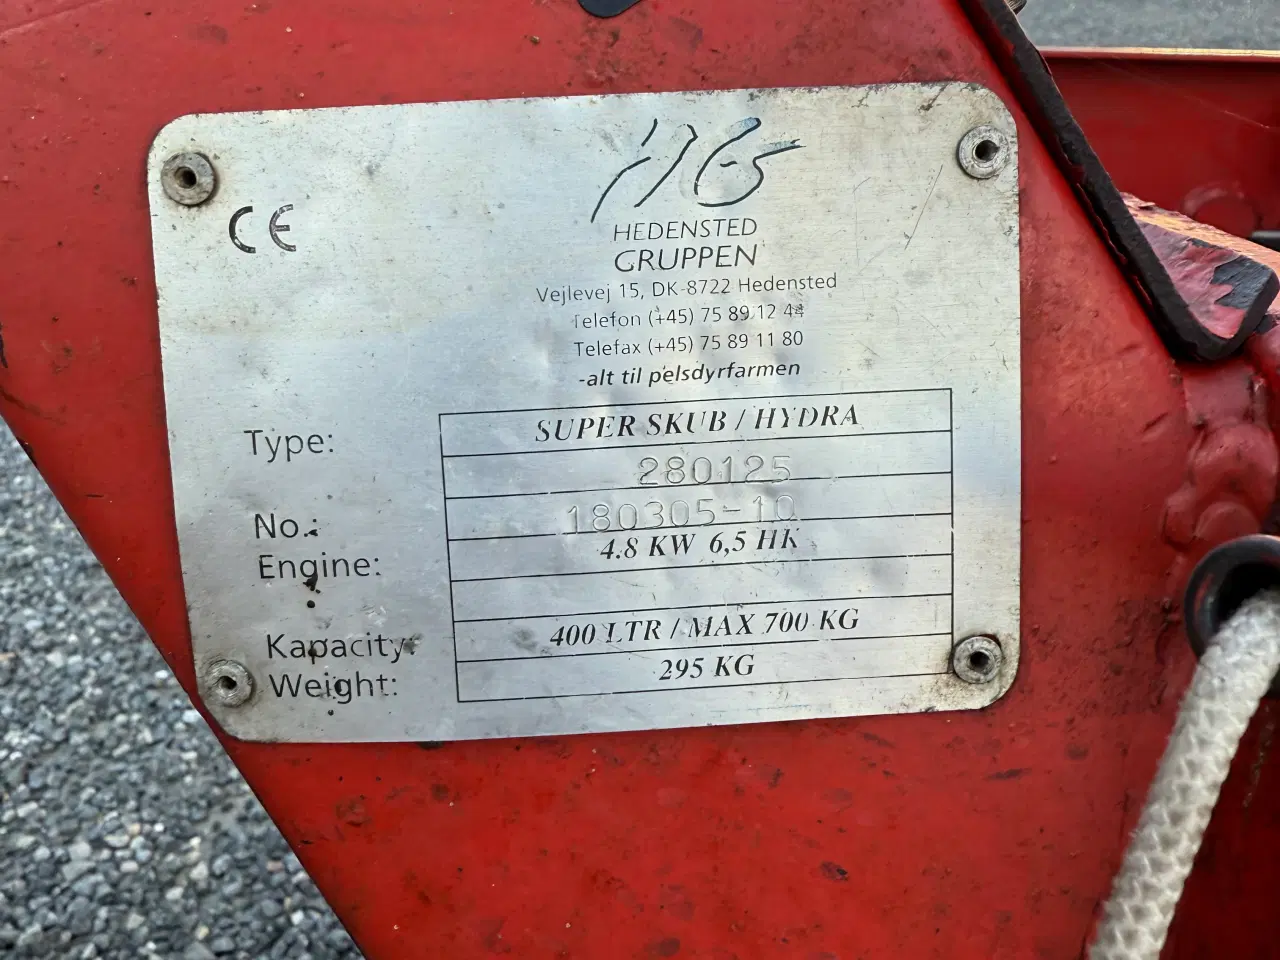 CE
HG
HEDENSTED
GRUPPEN
Vejlevej 15, DK-8722 Hedensted
Telefon (+45) 75 89 12 44
Telefax (+45) 75 89 11 80
-alt til pelsdyrfarmen
Type: SUPER SKUB / HYDRA
280125
No.: 180305-10
Engine: 4.8 KW 6,5 HK
Kapacity: 400 LTR / MAX 700 KG
Weight: 295 KG